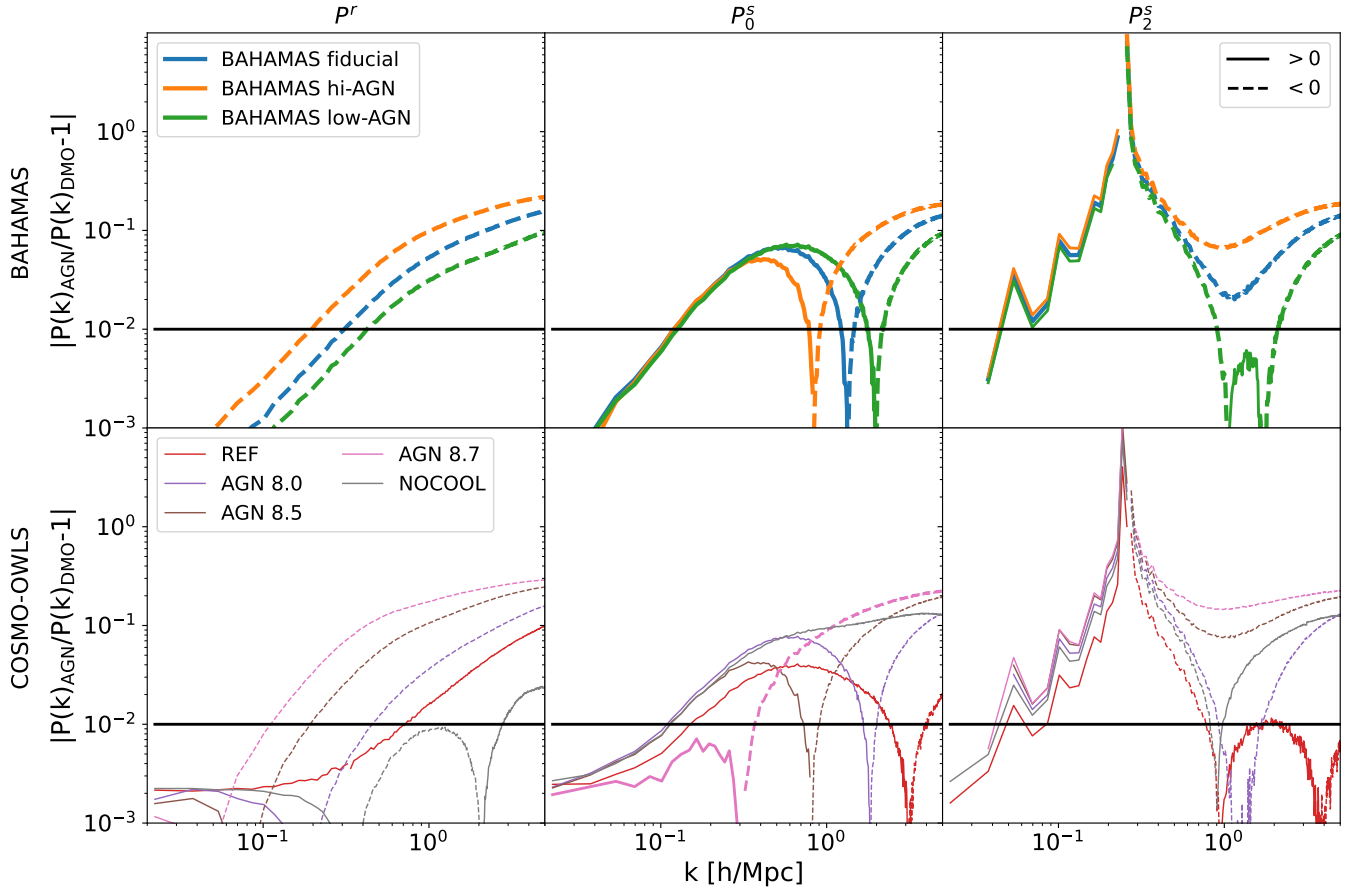 P^r P_0^s P_2^s
BAHAMAS
|P(k)_AGN/P(k)_DMO-1|
10^0
10^-1
10^-2
10^-3
BAHAMAS fiducial
BAHAMAS hi-AGN
BAHAMAS low-AGN
> 0
< 0
COSMO-OWLS
|P(k)_AGN/P(k)_DMO-1|
10^0
10^-1
10^-2
10^-3
REF
AGN 8.0
AGN 8.5
AGN 8.7
NOCOOL
10^-1 10^0 10^-1 10^0 10^-1 10^0
k [h/Mpc]